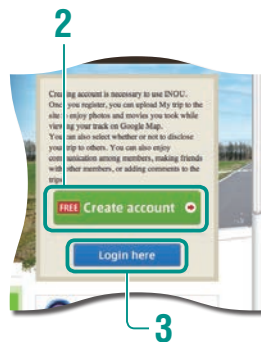 2
Creating account is necessary to use INOU.
Once you register, you can upload My trip to the
site to enjoy photos and movies you took while
viewing your track on Google Map.
You can also select whether or not to disclose
your trip to others. You can also enjoy
communication among members, making friends
with other members, or adding comments to the
trips
FREE Create account
Login here
3